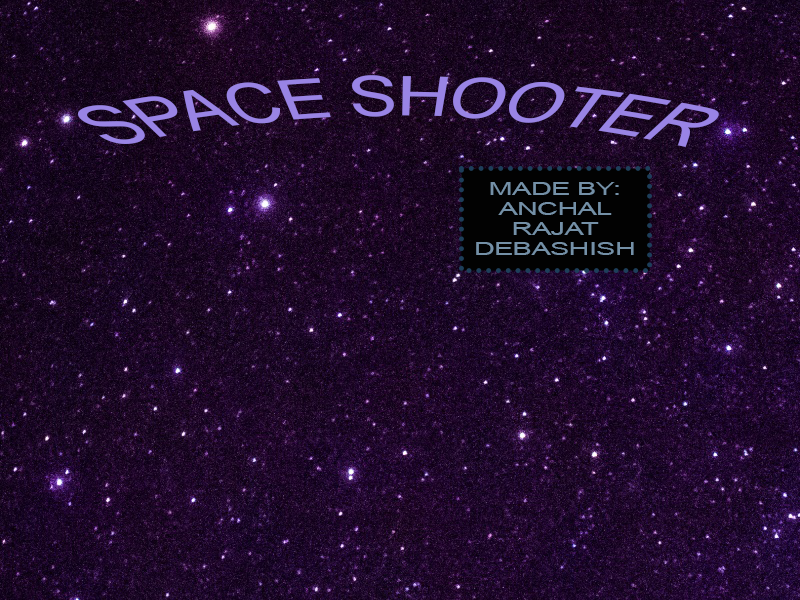 SPACE SHOOTER
MADE BY:
ANCHAL
RAJAT
DEBASHISH